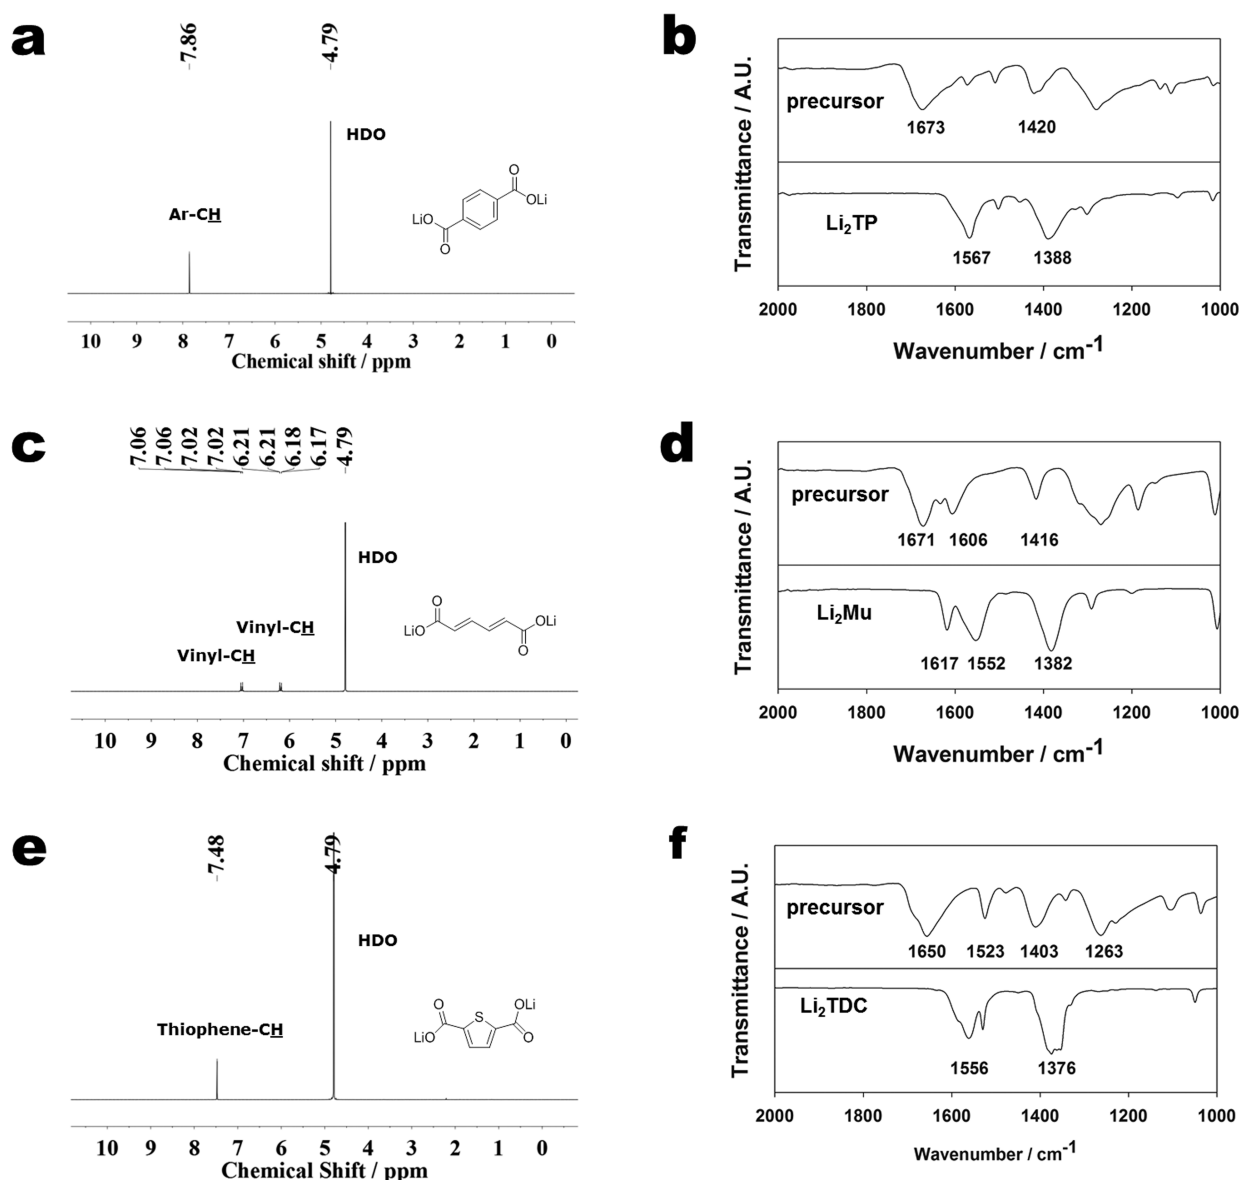 a
7.86
4.79
HDO
Ar-CH
O
OLi
LiO
O
10 9 8 7 6 5 4 3 2 1 0
Chemical shift / ppm
b
Transmittance / A.U.
precursor
1673 1420
Li2TP
1567 1388
2000 1800 1600 1400 1200 1000
Wavenumber / cm-1
c
7.06 7.06 7.02 7.02 6.21 6.21 6.18 6.17 4.79
HDO
Vinyl-CH
Vinyl-CH
O
LiO
OLi
O
10 9 8 7 6 5 4 3 2 1 0
Chemical shift / ppm
d
Transmittance / A.U.
precursor
1671 1606 1416
Li2Mu
1617 1552 1382
2000 1800 1600 1400 1200 1000
Wavenumber / cm-1
e
7.48
4.79
HDO
Thiophene-CH
O
S
OLi
LiO
O
10 9 8 7 6 5 4 3 2 1 0
Chemical Shift / ppm
f
Transmittance / A.U.
precursor
1650 1523 1403 1263
Li2TDC
1556 1376
2000 1800 1600 1400 1200 1000
Wavenumber / cm-1